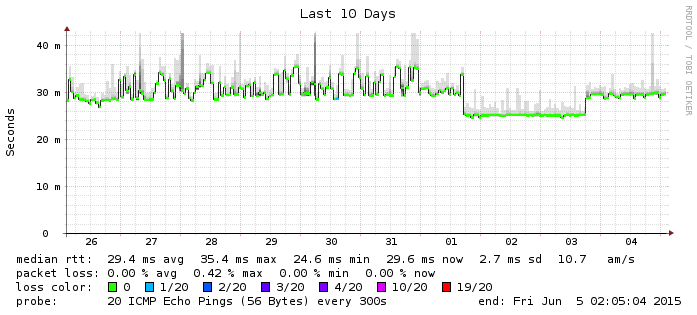 Last 10 Days
RRDTOOL / TOBI OETIKER
Seconds
40 m
30 m
20 m
10 m
0
26 27 28 29 30 31 01 02 03 04
median rtt: 29.4 ms avg 35.4 ms max 24.6 ms min 29.6 ms now 2.7 ms sd 10.7 am/s
packet loss: 0.00 % avg 0.42 % max 0.00 % min 0.00 % now
loss color: 0 1/20 2/20 3/20 4/20 10/20 19/20
probe: 20 ICMP Echo Pings (56 Bytes) every 300s end: Fri Jun 5 02:05:04 2015